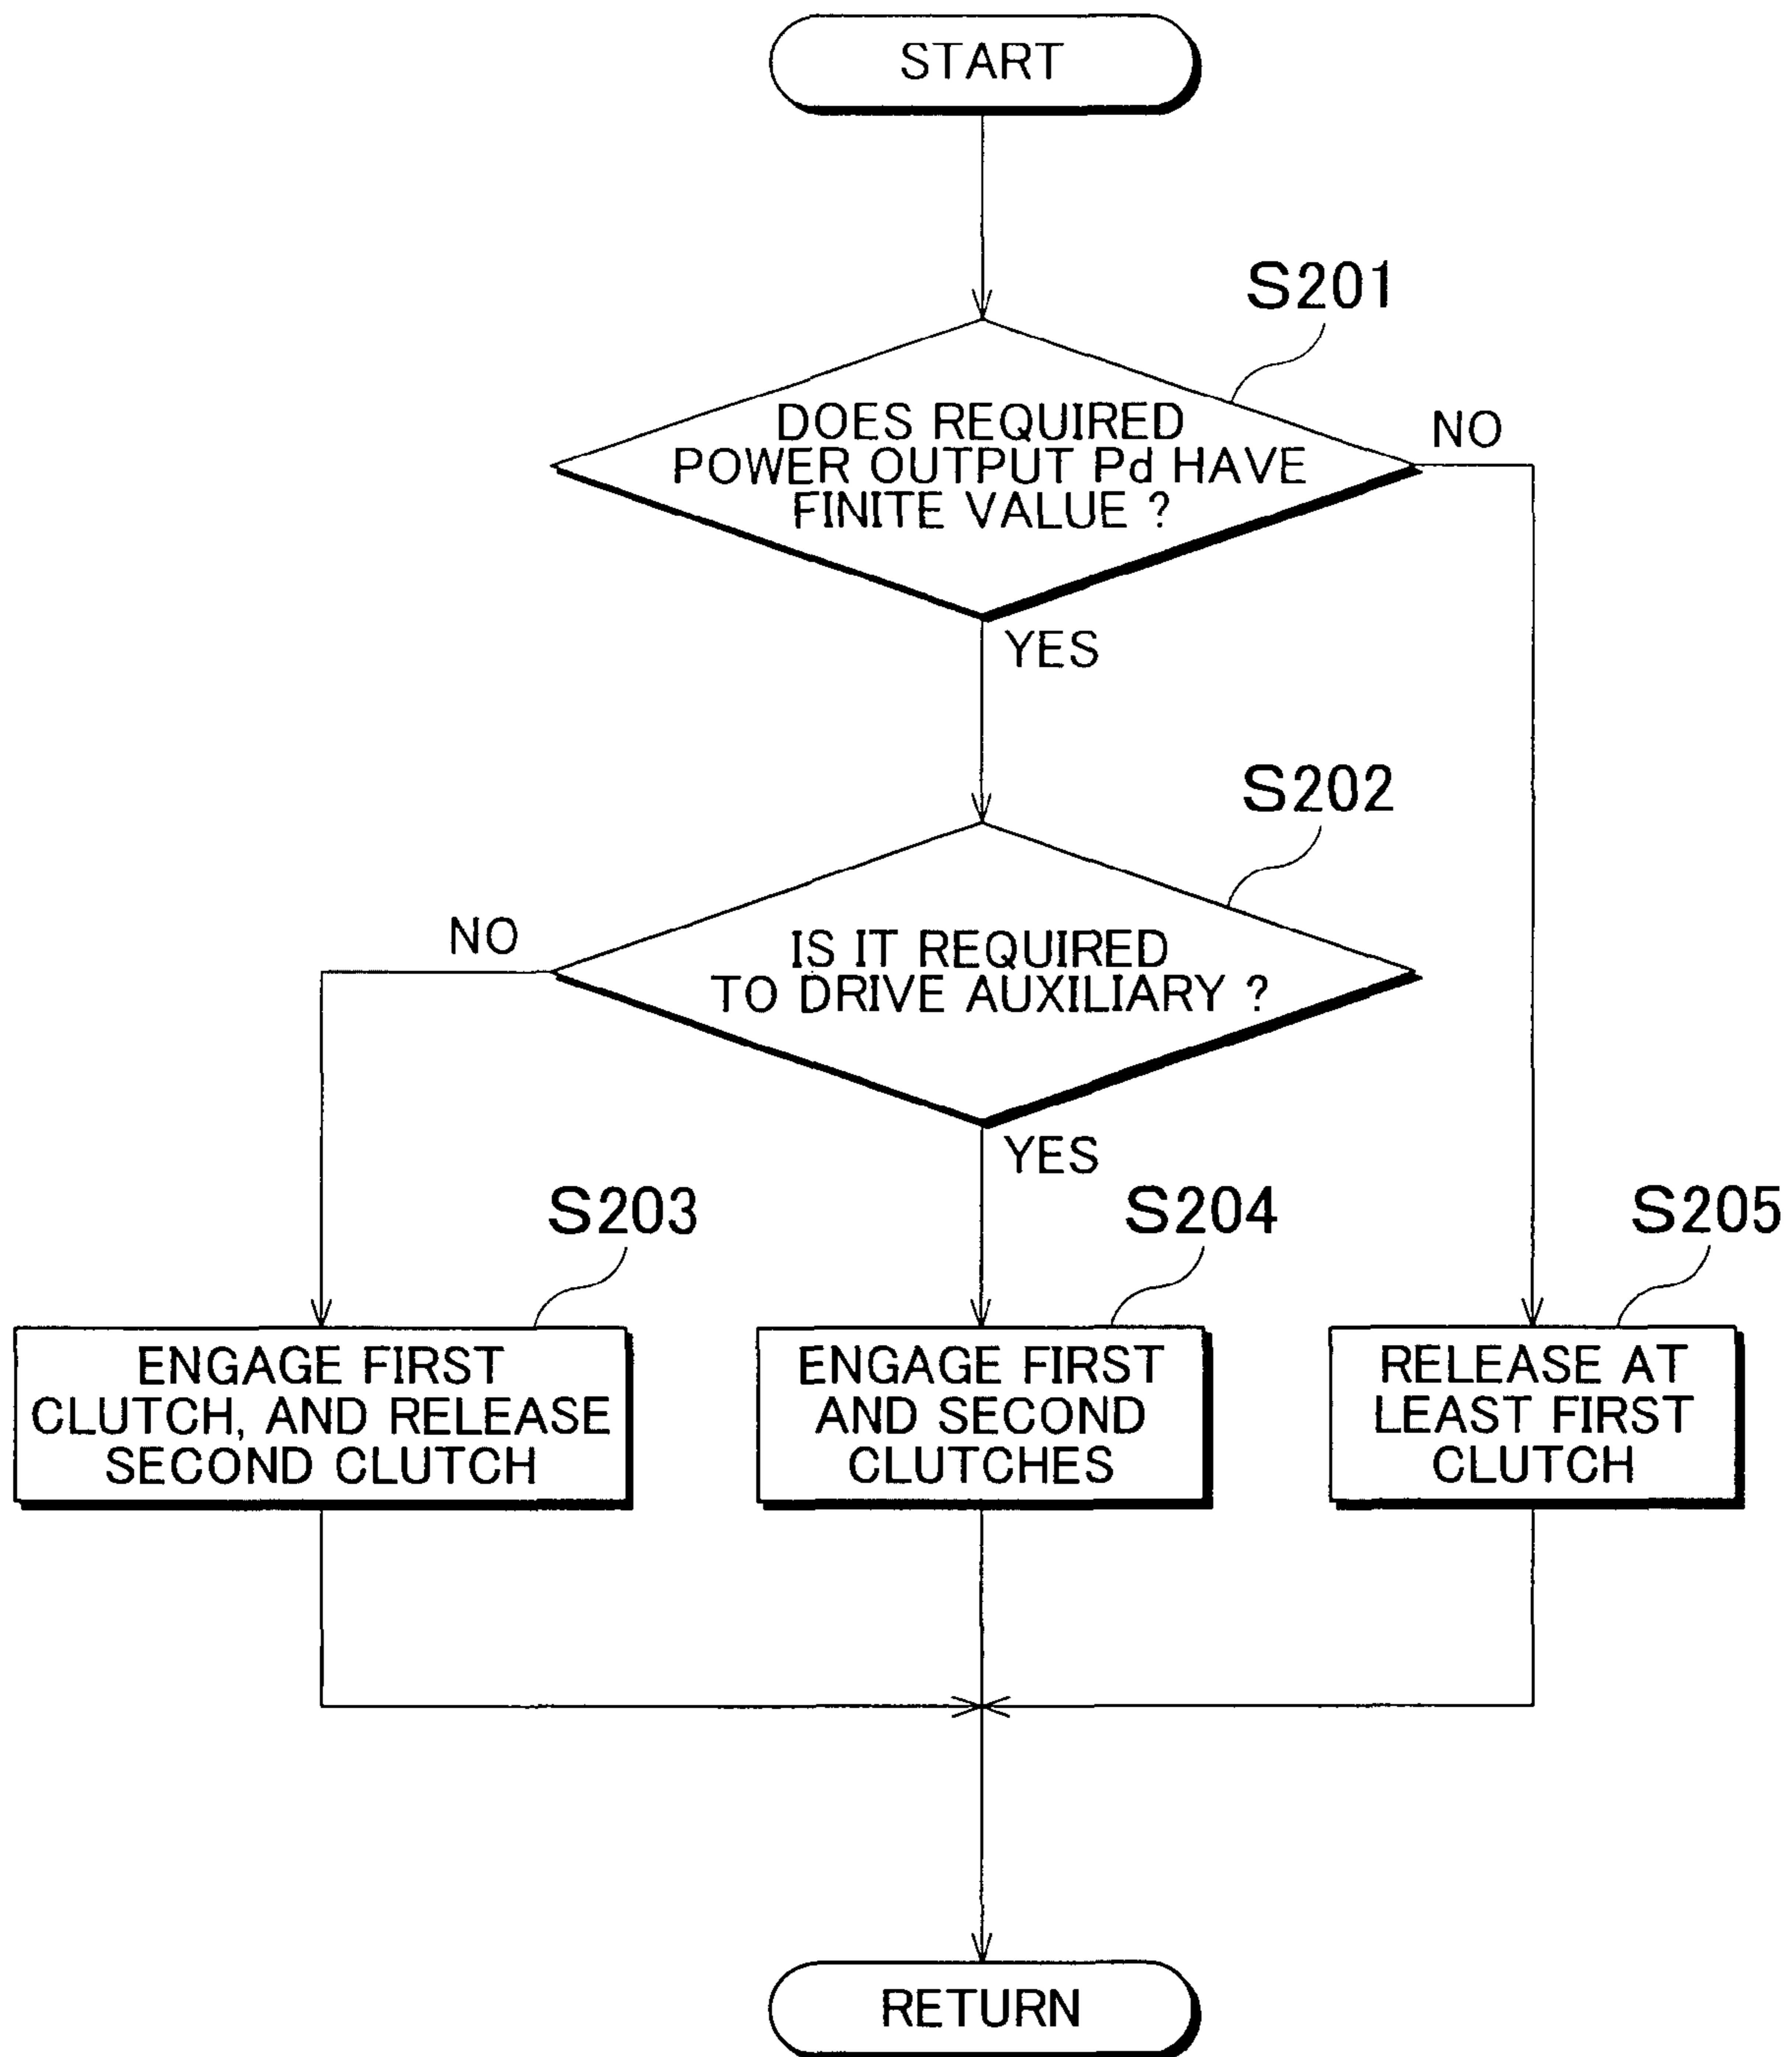 START
S201
DOES REQUIRED
POWER OUTPUT Pd HAVE
FINITE VALUE ?
NO
YES
S202
IS IT REQUIRED
TO DRIVE AUXILIARY ?
NO
YES
S203
ENGAGE FIRST
CLUTCH, AND RELEASE
SECOND CLUTCH
S204
ENGAGE FIRST
AND SECOND
CLUTCHES
S205
RELEASE AT
LEAST FIRST
CLUTCH
RETURN